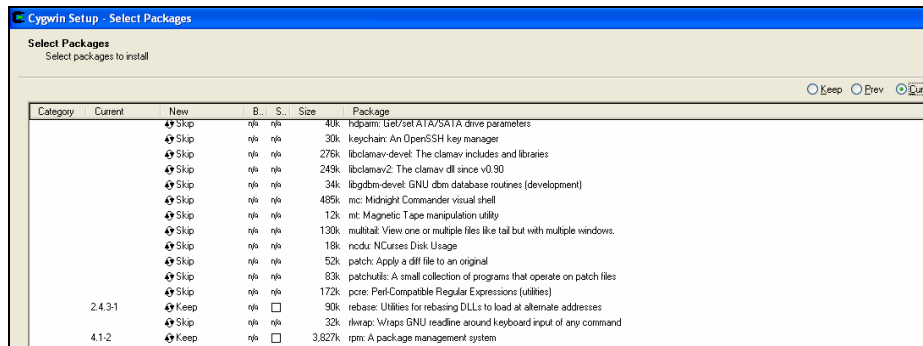 Cygwin Setup - Select Packages
Select Packages
Select packages to install
Keep Prev Cur
Category Current New B.. S.. Size Package
Skip n/a n/a 40k hdparm: Get/set ATA/SATA drive parameters
Skip n/a n/a 30k keychain: An OpenSSH key manager
Skip n/a n/a 276k libclamav-devel: The clamav includes and libraries
Skip n/a n/a 249k libclamav2: The clamav dll since v0.90
Skip n/a n/a 34k libgdbm-devel: GNU dbm database routines (development)
Skip n/a n/a 485k mc: Midnight Commander visual shell
Skip n/a n/a 12k mt: Magnetic Tape manipulation utility
Skip n/a n/a 130k multitail: View one or multiple files like tail but with multiple windows.
Skip n/a n/a 18k ncdu: NCurses Disk Usage
Skip n/a n/a 52k patch: Apply a diff file to an original
Skip n/a n/a 83k patchutils: A small collection of programs that operate on patch files
Skip n/a n/a 172k pcre: Perl-Compatible Regular Expressions (utilities)
2.4.3-1 Keep n/a 90k rebase: Utilities for rebasing DLLs to load at alternate addresses
Skip n/a n/a 32k rlwrap: Wraps GNU readline around keyboard input of any command
4.1-2 Keep n/a 3,827k rpm: A package management system